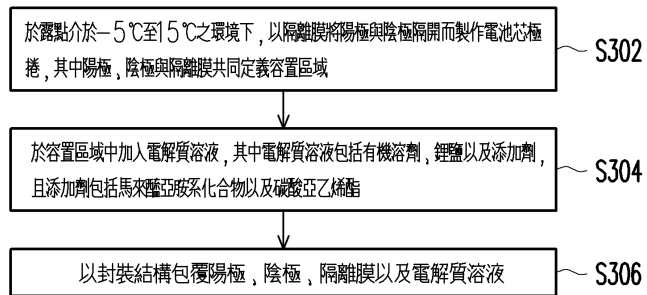 於露點介於－5℃至15℃之環境下，以隔離膜將陽極與陰極隔開而製作電池芯極
捲，其中陽極、陰極與隔離膜共同定義容置區域
S302
於容置區域中加入電解質溶液，其中電解質溶液包括有機溶劑、鋰鹽以及添加劑，
且添加劑包括馬來醯亞胺系化合物以及碳酸亞乙烯酯
S304
以封裝結構包覆陽極、陰極、隔離膜以及電解質溶液
S306